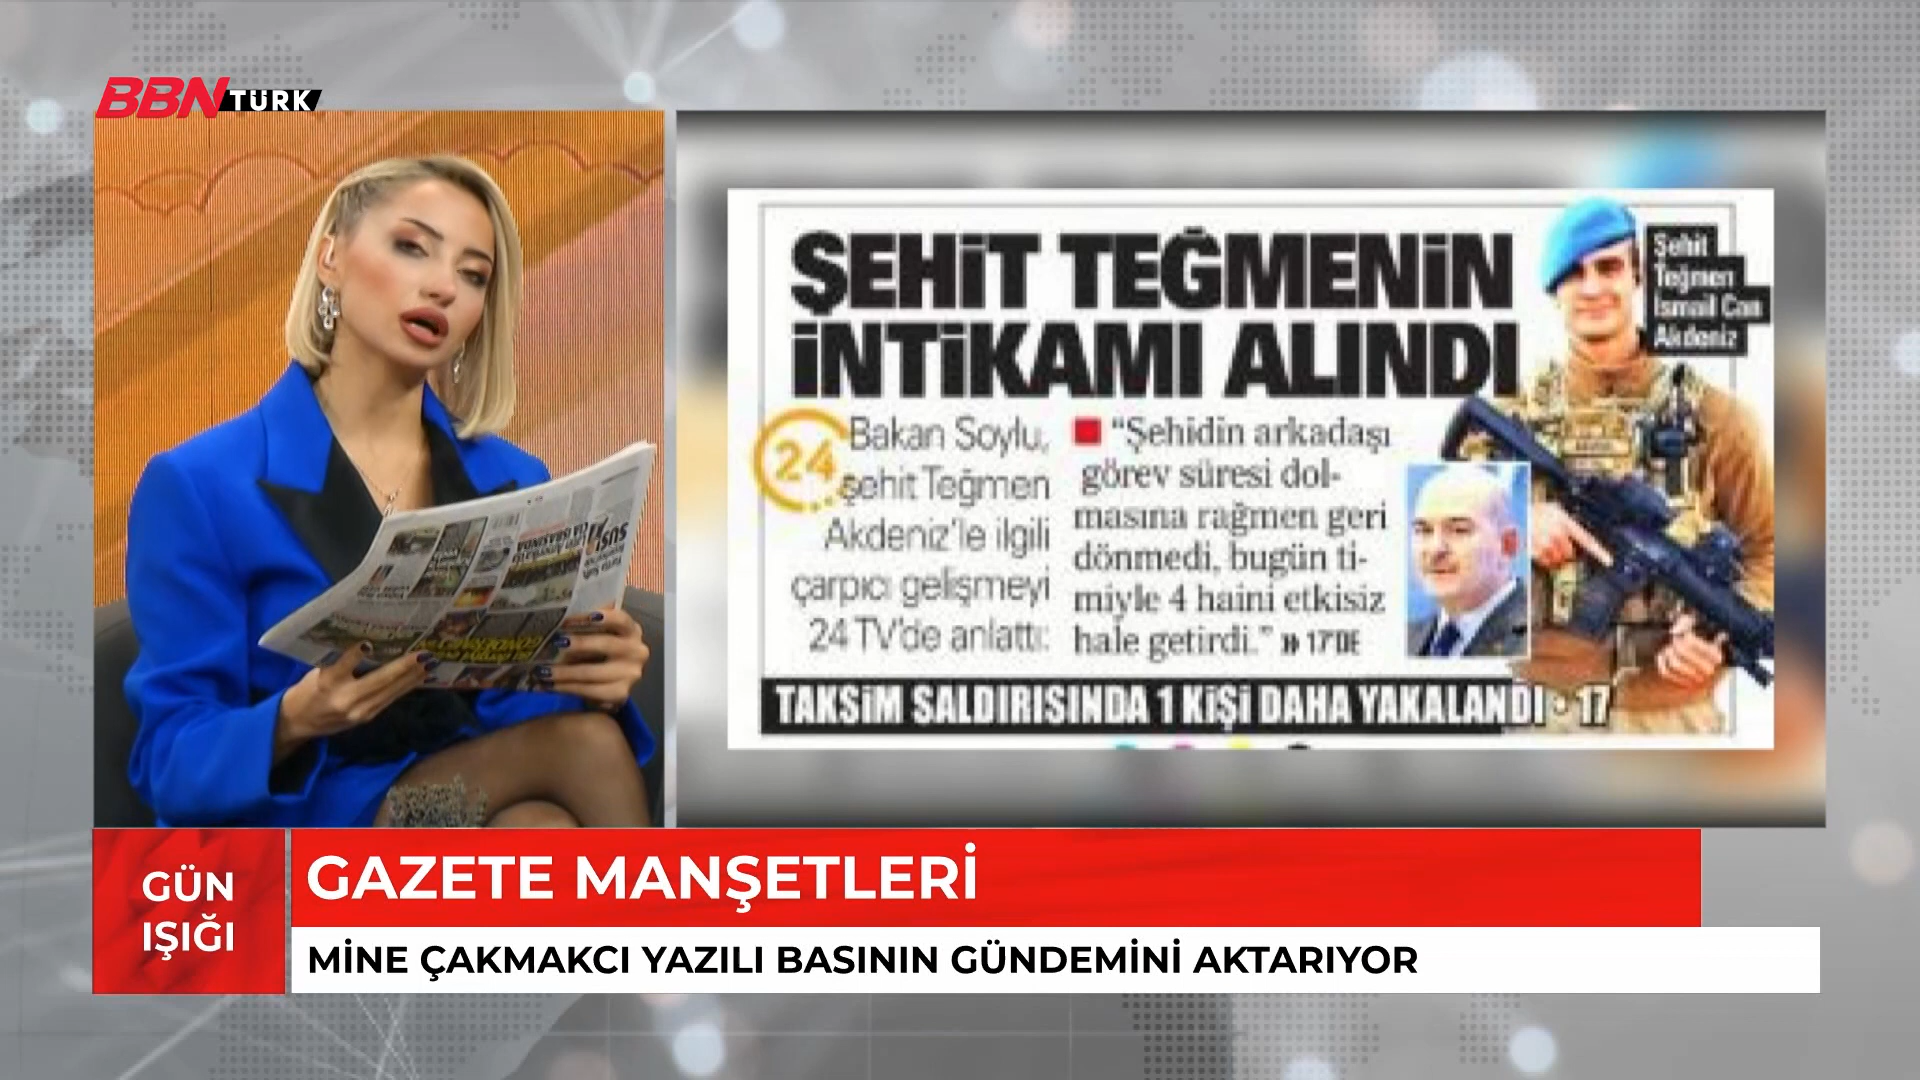 BBN TÜRK
ŞEHİT TEĞMENİN
İNTİKAMI ALINDI
Şehit
Teğmen
İsmail Can
Akdeniz
24
Bakan Soylu,
şehit Teğmen
Akdeniz'le ilgili
çarpıcı gelişmeyi
24 TV'de anlattı:
"Şehidin arkadaşı
görev süresi dol-
masına rağmen geri
dönmedi, bugün ti-
miyle 4 haini etkisiz
hale getirdi." » 17'DE
TAKSİM SALDIRISINDA 1 KİŞİ DAHA YAKALANDI • 17
GÜN
IŞIĞI
GAZETE MANŞETLERİ
MİNE ÇAKMAKCI YAZILI BASININ GÜNDEMİNİ AKTARIYOR